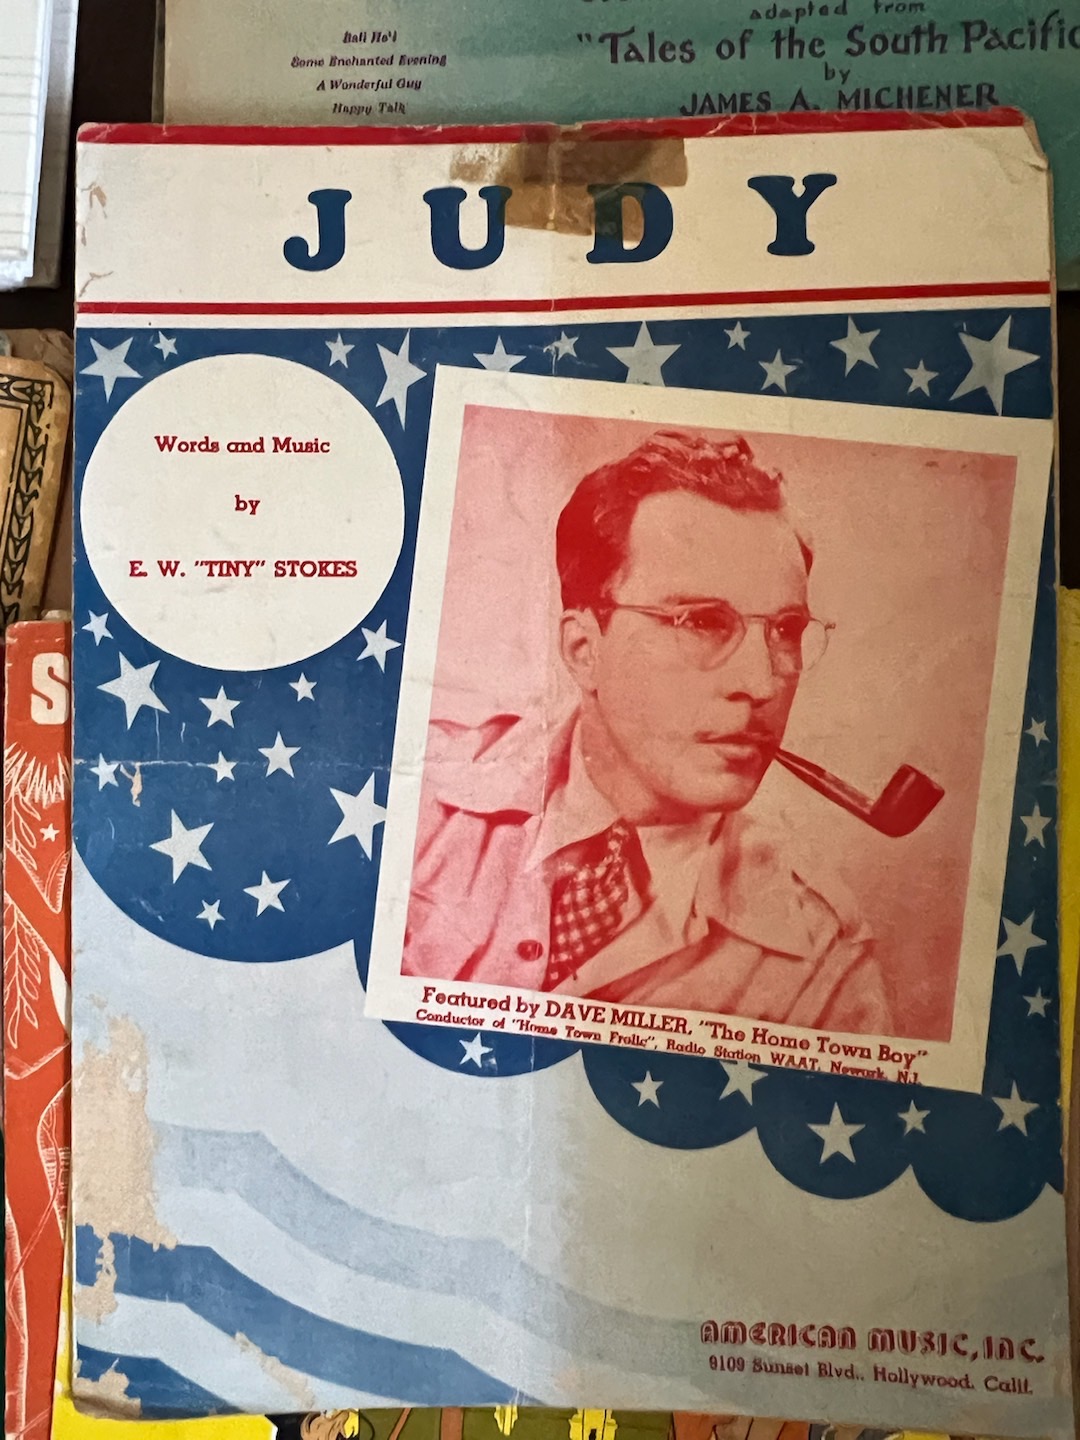 adapted from
"Tales of the South Pacific
by
JAMES A. MICHENER
Bali Ha'i
Some Enchanted Evening
A Wonderful Guy
Happy Talk
JUDY
Words and Music
by
E. W. "TINY" STOKES
Featured by DAVE MILLER, "The Home Town Boy"
Conductor of "Home Town Frolic", Radio Station WAAT, Newark, N.J.
AMERICAN MUSIC, INC.
9109 Sunset Blvd., Hollywood, Calif.
S